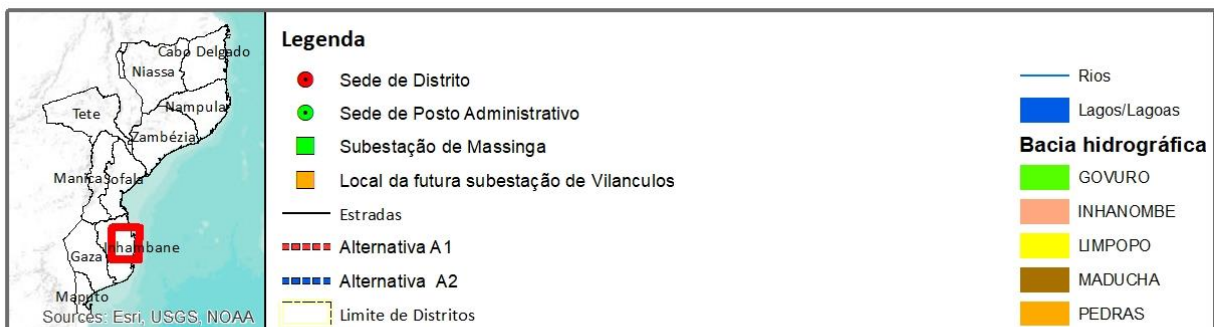 Cabo Delgado
Niassa
Nampula
Tete
Zambézia
Manica
Sofala
Inhambane
Gaza
Maputo
Sources: Esri, USGS, NOAA
Legenda
Sede de Distrito
Sede de Posto Administrativo
Subestação de Massinga
Local da futura subestação de Vilanculos
Estradas
Alternativa A1
Alternativa A2
Limite de Distritos
Rios
Lagos/Lagoas
Bacia hidrográfica
GOVURO
INHANOMBE
LIMPOPO
MADUCHA
PEDRAS